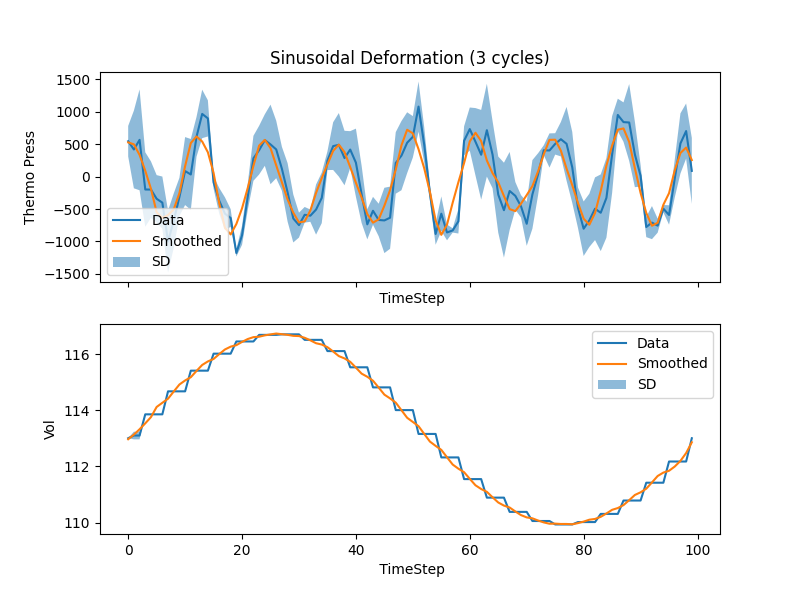 Sinusoidal Deformation (3 cycles)
Thermo Press
1500
1000
500
0
−500
−1000
−1500
Data
Smoothed
SD
TimeStep
Vol
116
114
112
110
Data
Smoothed
SD
0
20
40
60
80
100
TimeStep